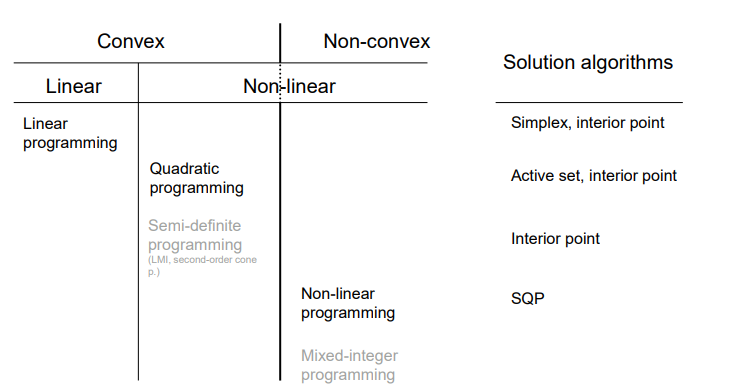 Convex
Non-convex
Solution algorithms
Linear
Non-linear
Linear
programming
Simplex, interior point
Quadratic
programming
Active set, interior point
Semi-definite
programming
(LMI, second-order cone
p.)
Interior point
Non-linear
programming
SQP
Mixed-integer
programming